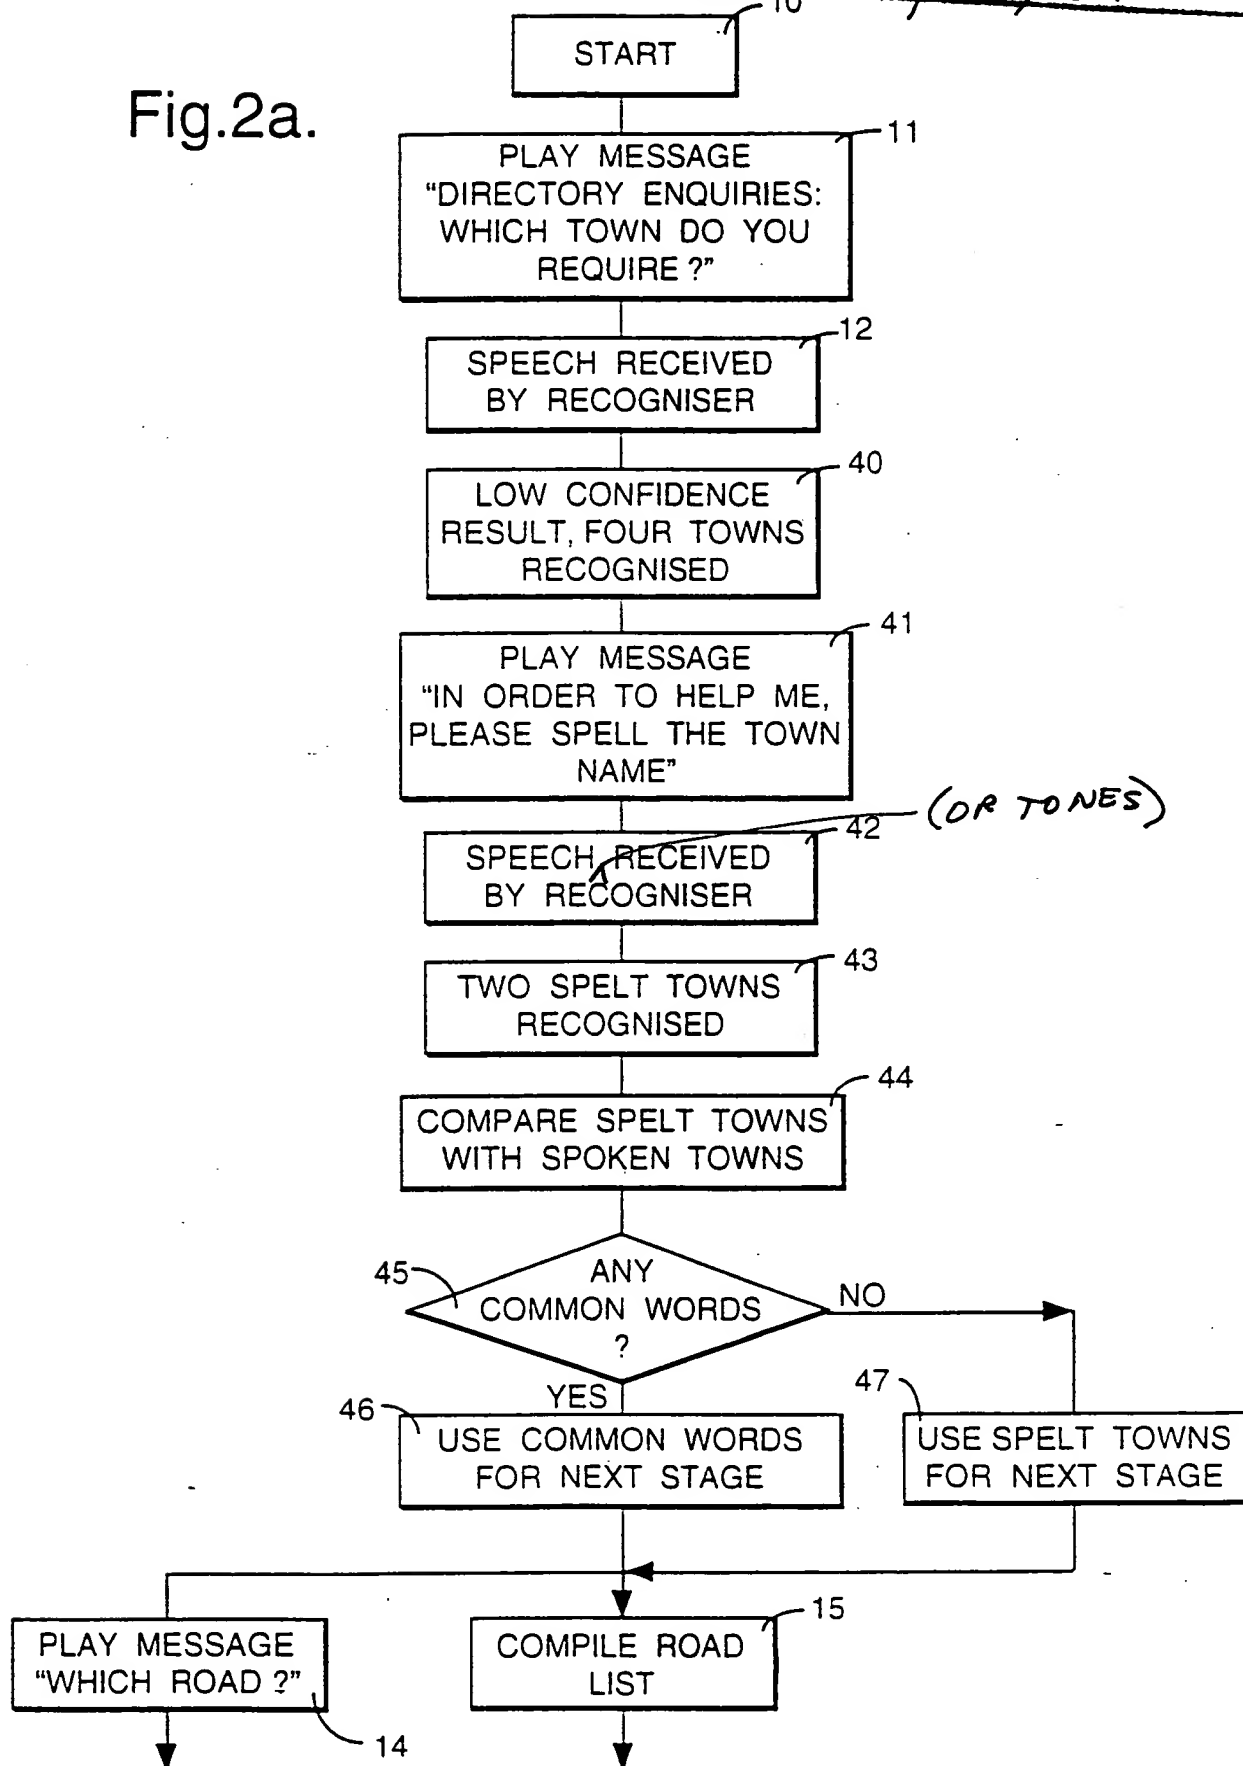 10
START
Fig.2a.
11
PLAY MESSAGE
“DIRECTORY ENQUIRIES:
WHICH TOWN DO YOU
REQUIRE ?”
12
SPEECH RECEIVED
BY RECOGNISER
40
LOW CONFIDENCE
RESULT, FOUR TOWNS
RECOGNISED
41
PLAY MESSAGE
“IN ORDER TO HELP ME,
PLEASE SPELL THE TOWN
NAME”
(OR TONES)
42
SPEECH RECEIVED
BY RECOGNISER
43
TWO SPELT TOWNS
RECOGNISED
44
COMPARE SPELT TOWNS
WITH SPOKEN TOWNS
45
ANY
COMMON WORDS
?
NO
YES
46
USE COMMON WORDS
FOR NEXT STAGE
47
USE SPELT TOWNS
FOR NEXT STAGE
PLAY MESSAGE
“WHICH ROAD ?”
14
15
COMPILE ROAD
LIST